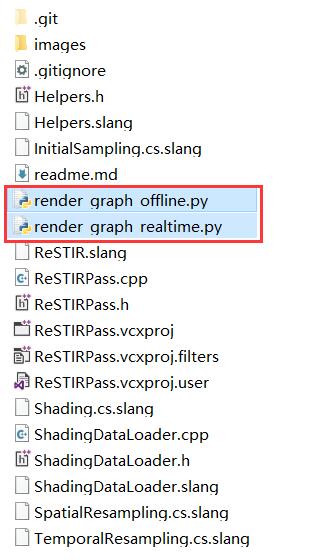 .git
images
.gitignore
Helpers.h
Helpers.slang
InitialSampling.cs.slang
readme.md
render_graph_offline.py
render_graph_realtime.py
ReSTIR.slang
ReSTIRPass.cpp
ReSTIRPass.h
ReSTIRPass.vcxproj
ReSTIRPass.vcxproj.filters
ReSTIRPass.vcxproj.user
Shading.cs.slang
ShadingDataLoader.cpp
ShadingDataLoader.h
ShadingDataLoader.slang
SpatialResampling.cs.slang
TemporalResampling.cs.slang